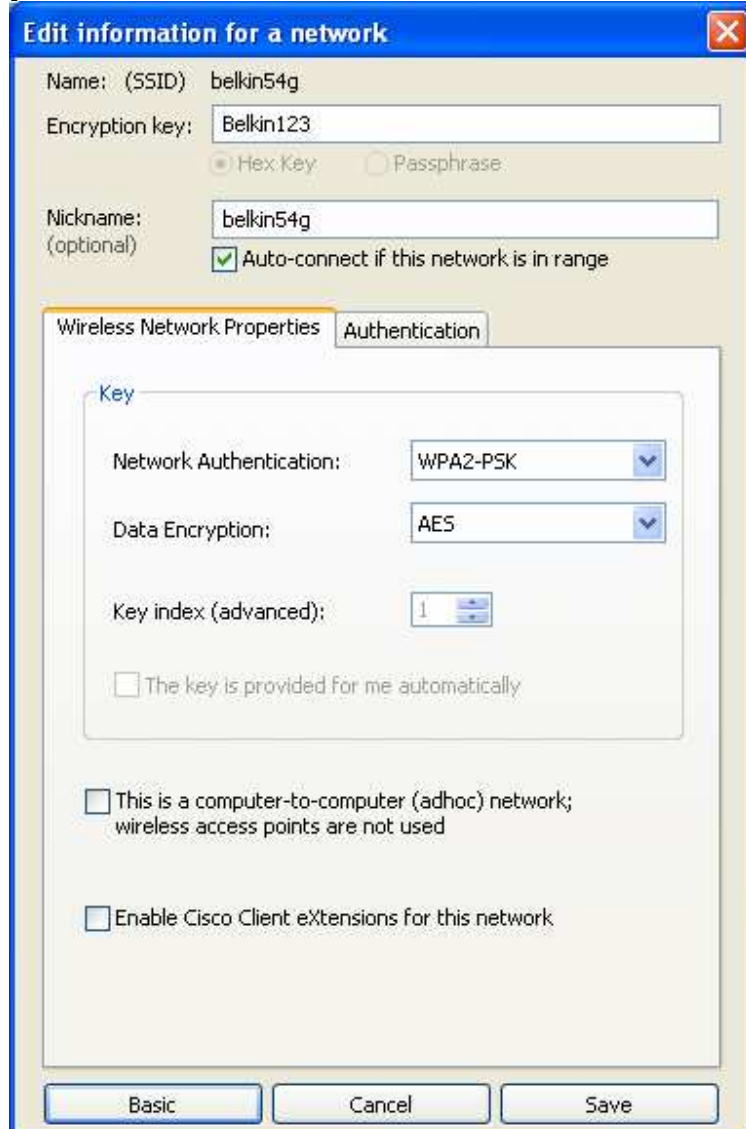 Edit information for a network
Name: (SSID) belkin54g
Encryption key: Belkin123
Hex Key Passphrase
Nickname: belkin54g
(optional)
Auto-connect if this network is in range
Wireless Network Properties Authentication
Key
Network Authentication: WPA2-PSK
Data Encryption: AES
Key index (advanced): 1
The key is provided for me automatically
This is a computer-to-computer (adhoc) network;
wireless access points are not used
Enable Cisco Client eXtensions for this network
Basic Cancel Save